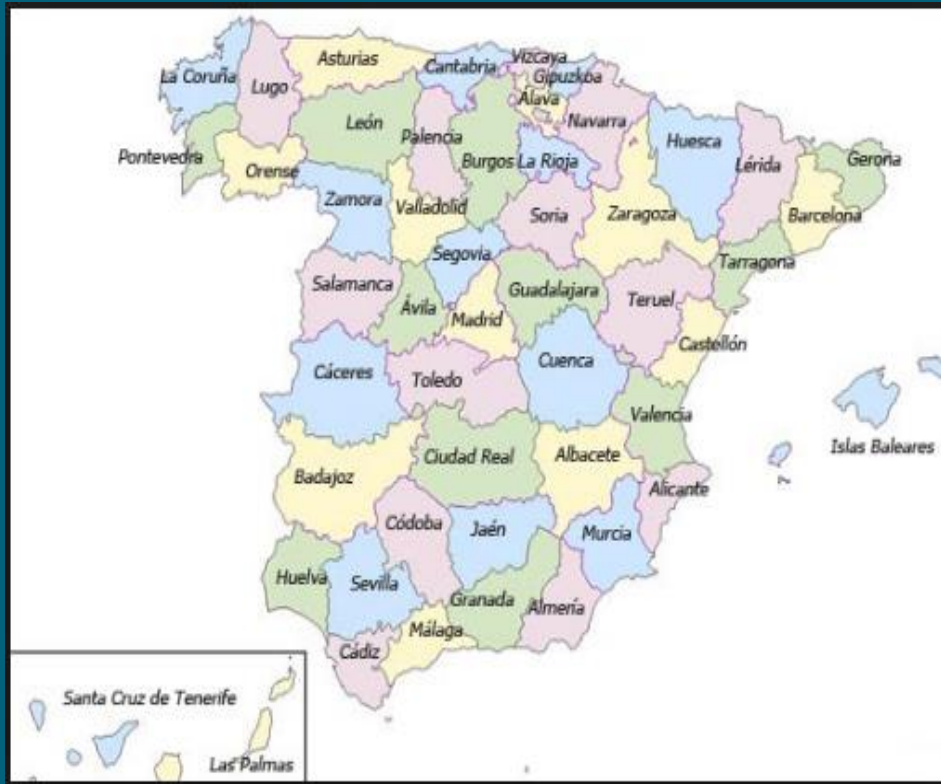 Vizcaya
Asturias
Cantabria
Gipuzkoa
La Coruña
Lugo
Álava
León
Navarra
Palencia
Huesca
Pontevedra
Orense
Burgos
La Rioja
Lérida
Gerona
Zamora
Valladolid
Soria
Zaragoza
Barcelona
Segovia
Tarragona
Salamanca
Ávila
Guadalajara
Teruel
Madrid
Castellón
Cáceres
Toledo
Cuenca
Valencia
Islas Baleares
Badajoz
Ciudad Real
Albacete
Alicante
Córdoba
Jaén
Murcia
Huelva
Sevilla
Granada
Almería
Málaga
Cádiz
Santa Cruz de Tenerife
Las Palmas